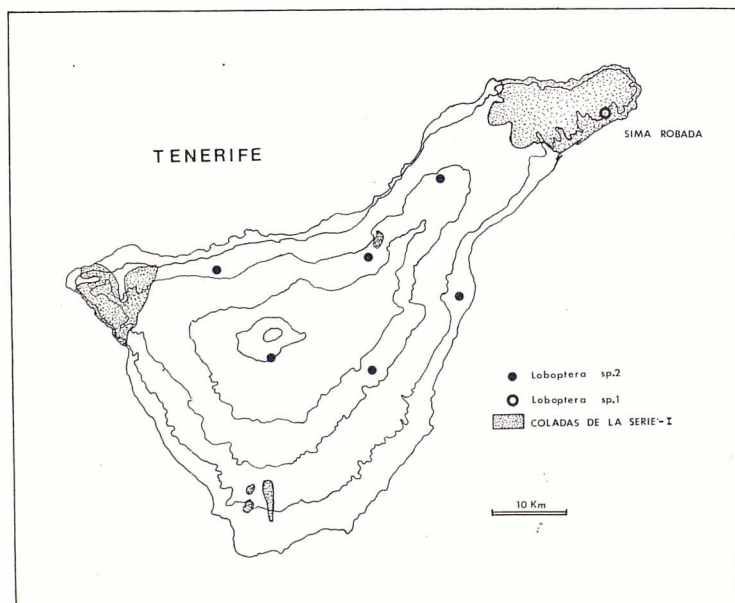 TENERIFE
SIMA ROBADA
Loboptera sp.2
Loboptera sp.1
COLADAS DE LA SERIE'-I
10 Km